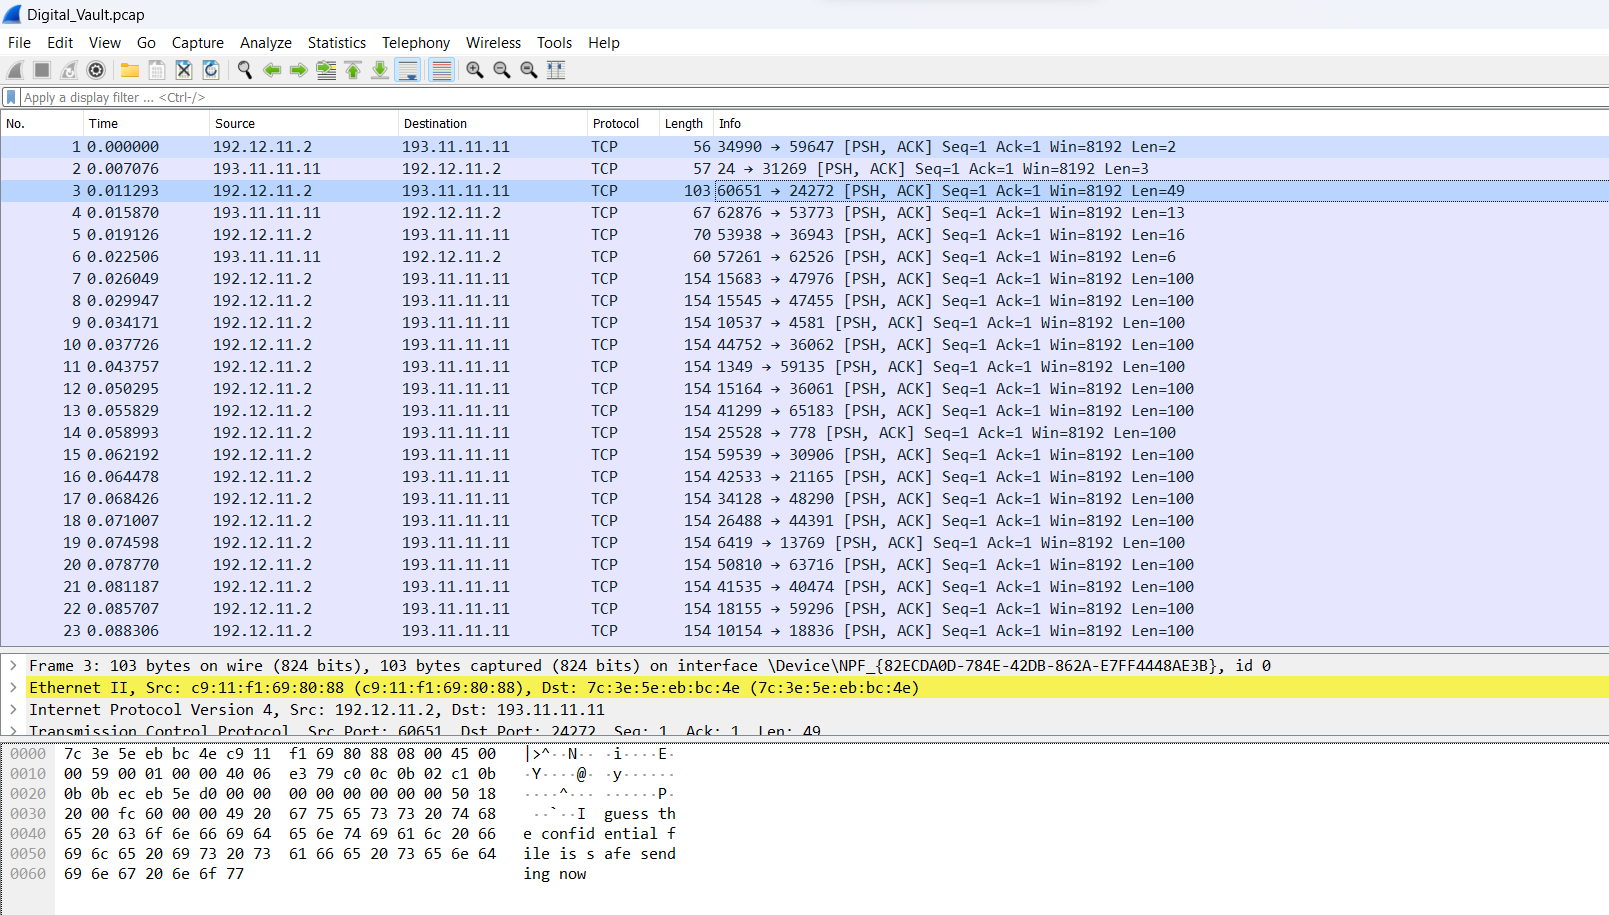 Digital_Vault.pcap
File Edit View Go Capture Analyze Statistics Telephony Wireless Tools Help
Apply a display filter ... <Ctrl-/>
No. Time Source Destination Protocol Length Info
1 0.000000 192.12.11.2 193.11.11.11 TCP 56 34990 → 59647 [PSH, ACK] Seq=1 Ack=1 Win=8192 Len=2
2 0.007076 193.11.11.11 192.12.11.2 TCP 57 24 → 31269 [PSH, ACK] Seq=1 Ack=1 Win=8192 Len=3
3 0.011293 192.12.11.2 193.11.11.11 TCP 103 60651 → 24272 [PSH, ACK] Seq=1 Ack=1 Win=8192 Len=49
4 0.015870 193.11.11.11 192.12.11.2 TCP 67 62876 → 53773 [PSH, ACK] Seq=1 Ack=1 Win=8192 Len=13
5 0.019126 192.12.11.2 193.11.11.11 TCP 70 53938 → 36943 [PSH, ACK] Seq=1 Ack=1 Win=8192 Len=16
6 0.022506 193.11.11.11 192.12.11.2 TCP 60 57261 → 62526 [PSH, ACK] Seq=1 Ack=1 Win=8192 Len=6
7 0.026049 192.12.11.2 193.11.11.11 TCP 154 15683 → 47976 [PSH, ACK] Seq=1 Ack=1 Win=8192 Len=100
8 0.029947 192.12.11.2 193.11.11.11 TCP 154 15545 → 47455 [PSH, ACK] Seq=1 Ack=1 Win=8192 Len=100
9 0.034171 192.12.11.2 193.11.11.11 TCP 154 10537 → 4581 [PSH, ACK] Seq=1 Ack=1 Win=8192 Len=100
10 0.037726 192.12.11.2 193.11.11.11 TCP 154 44752 → 36062 [PSH, ACK] Seq=1 Ack=1 Win=8192 Len=100
11 0.043757 192.12.11.2 193.11.11.11 TCP 154 1349 → 59135 [PSH, ACK] Seq=1 Ack=1 Win=8192 Len=100
12 0.050295 192.12.11.2 193.11.11.11 TCP 154 15164 → 36061 [PSH, ACK] Seq=1 Ack=1 Win=8192 Len=100
13 0.055829 192.12.11.2 193.11.11.11 TCP 154 41299 → 65183 [PSH, ACK] Seq=1 Ack=1 Win=8192 Len=100
14 0.058993 192.12.11.2 193.11.11.11 TCP 154 25528 → 778 [PSH, ACK] Seq=1 Ack=1 Win=8192 Len=100
15 0.062192 192.12.11.2 193.11.11.11 TCP 154 59539 → 30906 [PSH, ACK] Seq=1 Ack=1 Win=8192 Len=100
16 0.064478 192.12.11.2 193.11.11.11 TCP 154 42533 → 21165 [PSH, ACK] Seq=1 Ack=1 Win=8192 Len=100
17 0.068426 192.12.11.2 193.11.11.11 TCP 154 34128 → 48290 [PSH, ACK] Seq=1 Ack=1 Win=8192 Len=100
18 0.071007 192.12.11.2 193.11.11.11 TCP 154 26488 → 44391 [PSH, ACK] Seq=1 Ack=1 Win=8192 Len=100
19 0.074598 192.12.11.2 193.11.11.11 TCP 154 6419 → 13769 [PSH, ACK] Seq=1 Ack=1 Win=8192 Len=100
20 0.078770 192.12.11.2 193.11.11.11 TCP 154 50810 → 63716 [PSH, ACK] Seq=1 Ack=1 Win=8192 Len=100
21 0.081187 192.12.11.2 193.11.11.11 TCP 154 41535 → 40474 [PSH, ACK] Seq=1 Ack=1 Win=8192 Len=100
22 0.085707 192.12.11.2 193.11.11.11 TCP 154 18155 → 59296 [PSH, ACK] Seq=1 Ack=1 Win=8192 Len=100
23 0.088306 192.12.11.2 193.11.11.11 TCP 154 10154 → 18836 [PSH, ACK] Seq=1 Ack=1 Win=8192 Len=100
> Frame 3: 103 bytes on wire (824 bits), 103 bytes captured (824 bits) on interface \Device\NPF_{82ECDA0D-784E-42DB-862A-E7FF4448AE3B}, id 0
> Ethernet II, Src: c9:11:f1:69:80:88 (c9:11:f1:69:80:88), Dst: 7c:3e:5e:eb:bc:4e (7c:3e:5e:eb:bc:4e)
> Internet Protocol Version 4, Src: 192.12.11.2, Dst: 193.11.11.11
> Transmission Control Protocol, Src Port: 60651, Dst Port: 24272, Seq: 1, Ack: 1, Len: 49
0000 7c 3e 5e eb bc 4e c9 11 f1 69 80 88 08 00 45 00 |>^··N·· ·i····E·
0010 00 59 00 01 00 00 40 06 e3 79 c0 0c 0b 02 c1 0b ·Y····@· ·y······
0020 0b 0b ec eb 5e d0 00 00 00 00 00 00 00 00 50 18 ····^··· ······P·
0030 20 00 fc 60 00 00 49 20 67 75 65 73 73 20 74 68 ··`··I guess th
0040 65 20 63 6f 6e 66 69 64 65 6e 74 69 61 6c 20 66 e confid ential f
0050 69 6c 65 20 69 73 20 73 61 66 65 20 73 65 6e 64 ile is s afe send
0060 69 6e 67 20 6e 6f 77 ing now